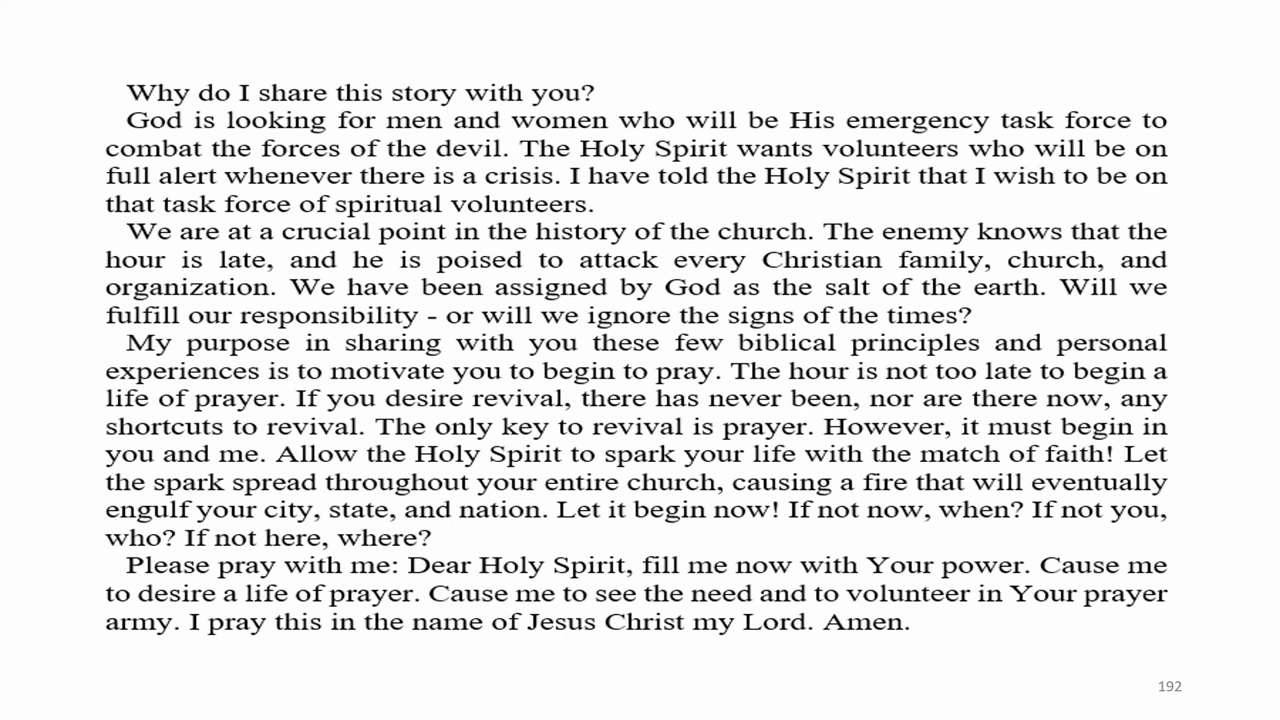 Why do I share this story with you?
God is looking for men and women who will be His emergency task force to
combat the forces of the devil. The Holy Spirit wants volunteers who will be on
full alert whenever there is a crisis. I have told the Holy Spirit that I wish to be on
that task force of spiritual volunteers.
We are at a crucial point in the history of the church. The enemy knows that the
hour is late, and he is poised to attack every Christian family, church, and
organization. We have been assigned by God as the salt of the earth. Will we
fulfill our responsibility - or will we ignore the signs of the times?
My purpose in sharing with you these few biblical principles and personal
experiences is to motivate you to begin to pray. The hour is not too late to begin a
life of prayer. If you desire revival, there has never been, nor are there now, any
shortcuts to revival. The only key to revival is prayer. However, it must begin in
you and me. Allow the Holy Spirit to spark your life with the match of faith! Let
the spark spread throughout your entire church, causing a fire that will eventually
engulf your city, state, and nation. Let it begin now! If not now, when? If not you,
who? If not here, where?
Please pray with me: Dear Holy Spirit, fill me now with Your power. Cause me
to desire a life of prayer. Cause me to see the need and to volunteer in Your prayer
army. I pray this in the name of Jesus Christ my Lord. Amen.
192